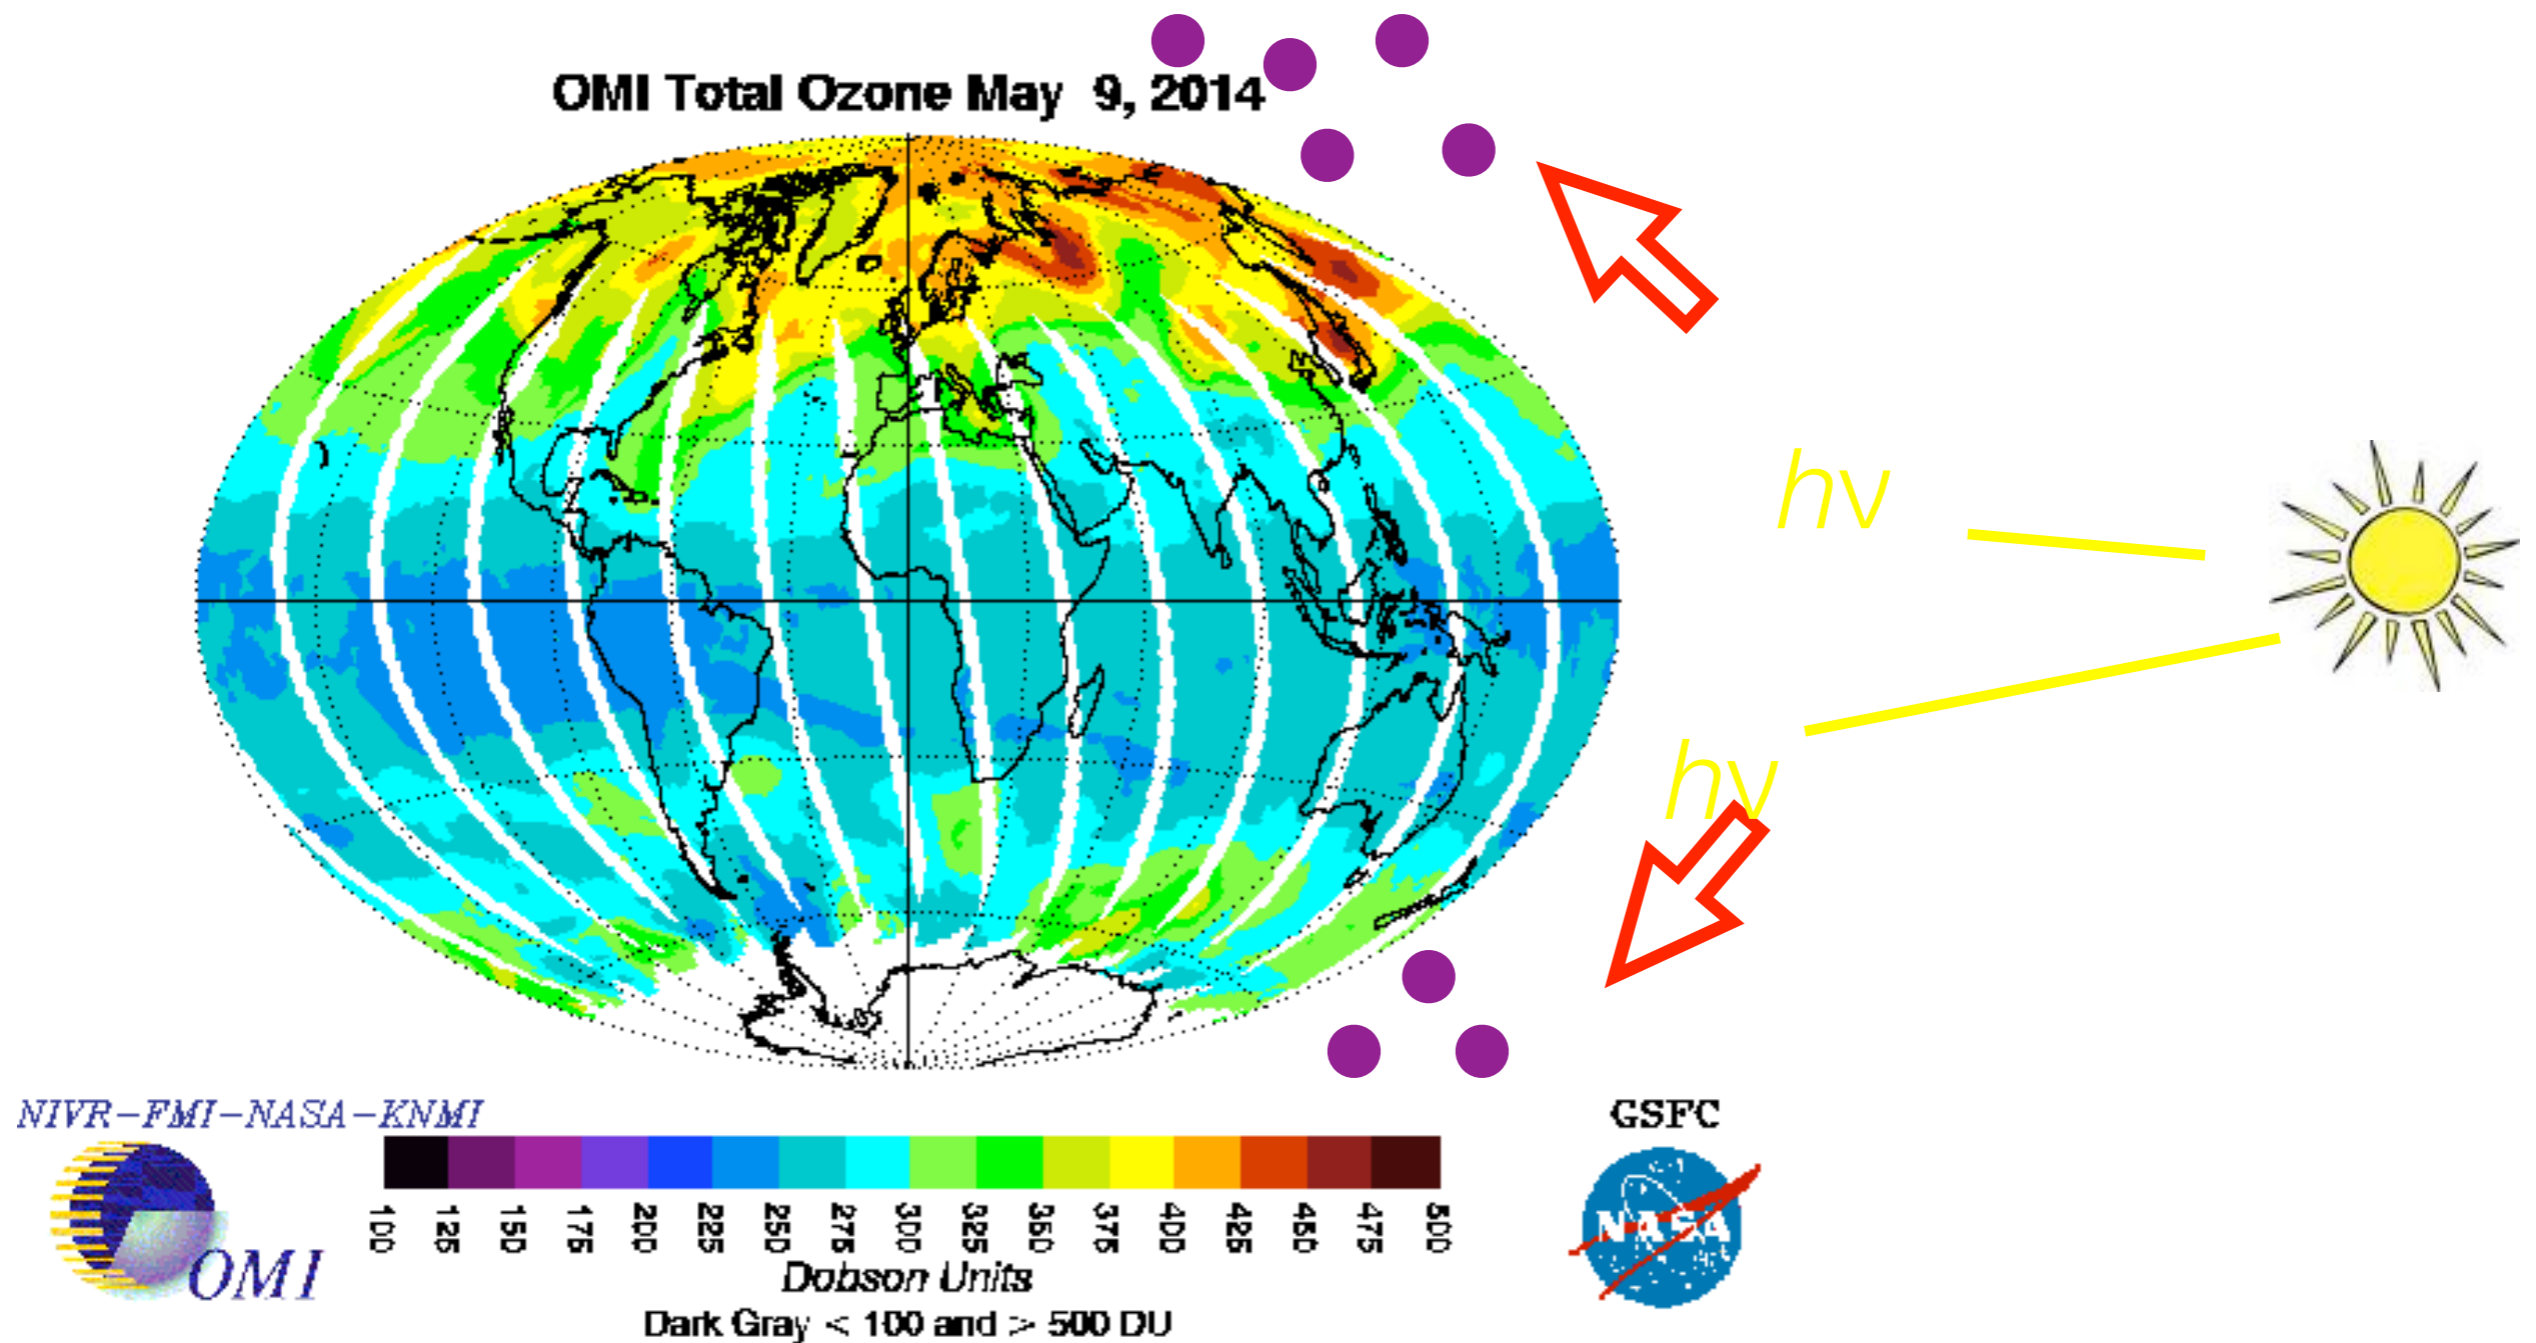 OMI Total Ozone May 9, 2014
hν
hν
NIVR-FMI-NASA-KNMI
GSFC
OMI
100 125 150 175 200 225 250 275 300 325 350 375 400 425 450 475 500
NASA
Dobson Units
Dark Gray < 100 and > 500 DU